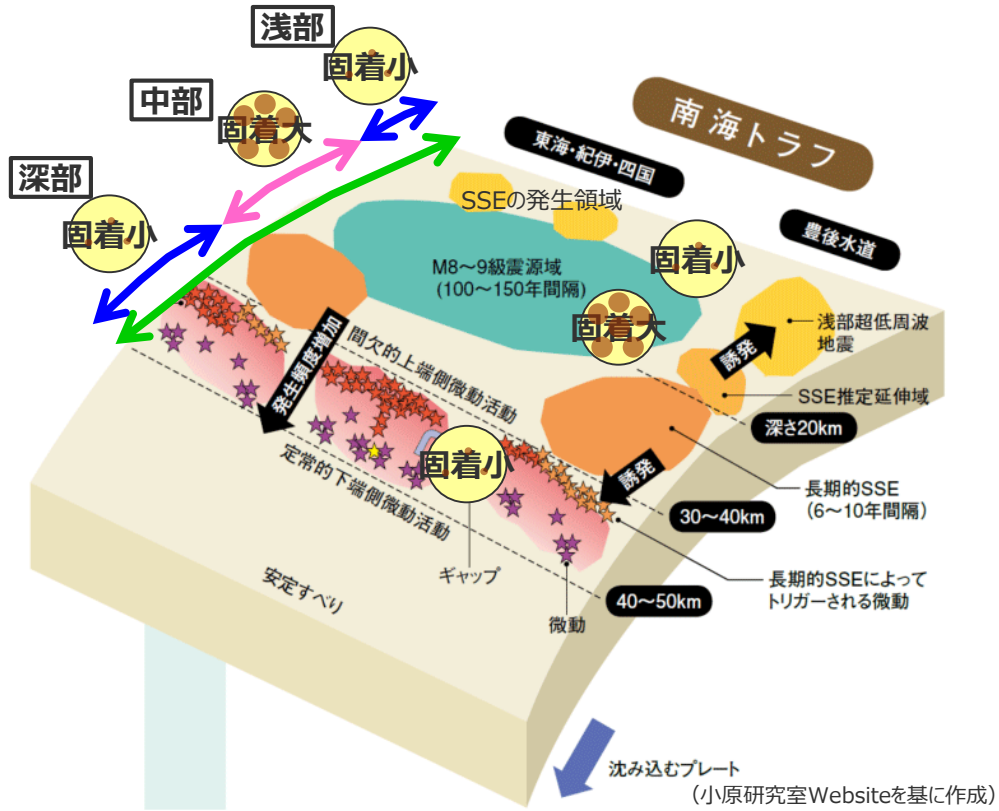 浅部
固着小
中部
固着大
深部
固着小
南海トラフ
東海・紀伊・四国
豊後水道
SSEの発生領域
固着小
M8～9級震源域
(100～150年間隔)
固着大
浅部超低周波
地震
誘発
SSE推定延伸域
深さ20km
間欠的上端側微動活動
発生頻度増加
定常的下端側微動活動
固着小
誘発
長期的SSE
(6～10年間隔)
30～40km
長期的SSEによって
トリガーされる微動
40～50km
ギャップ
微動
安定すべり
沈み込むプレート
（小原研究室Websiteを基に作成）